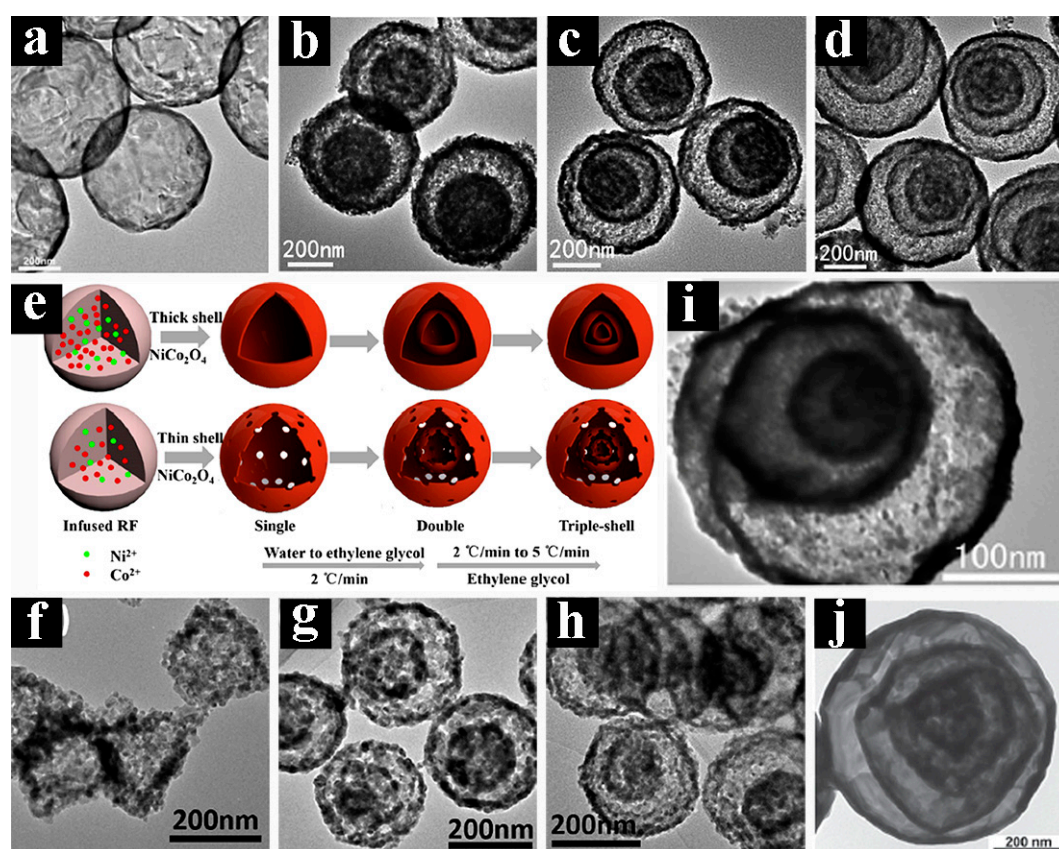 a
b
c
d
200nm
200nm
200nm
200nm
e
Thick shell
NiCo₂O₄
Thin shell
NiCo₂O₄
Infused RF
Single
Double
Triple-shell
Ni²⁺
Co²⁺
Water to ethylene glycol
2 ℃/min
2 ℃/min to 5 ℃/min
Ethylene glycol
i
100nm
f
g
h
j
200nm
200nm
200nm
200 nm